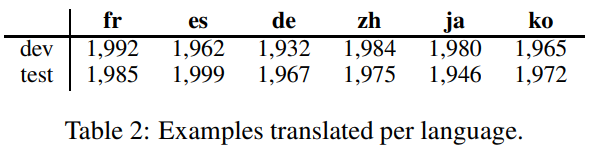 fr es de zh ja ko
dev 1,992 1,962 1,932 1,984 1,980 1,965
test 1,985 1,999 1,967 1,975 1,946 1,972
Table 2: Examples translated per language.